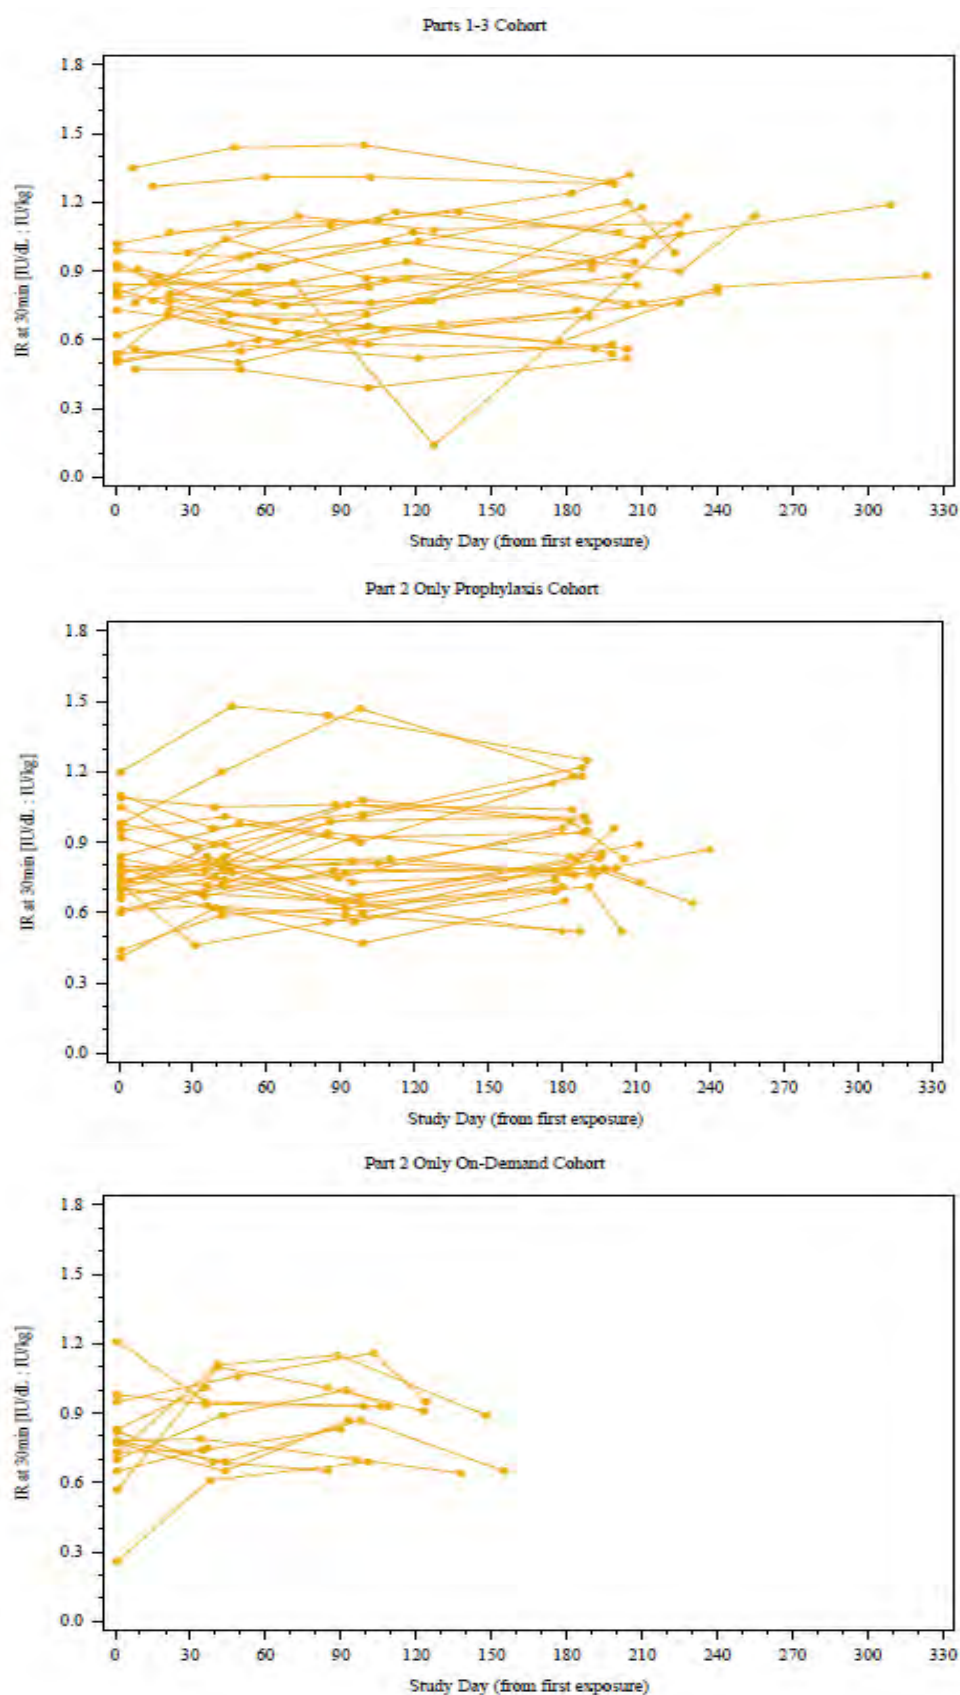 Parts 1-3 Cohort
1.8
1.5
1.2
0.9
0.6
0.3
0.0
IR at 30min [IU/dL : IU/kg]
0 30 60 90 120 150 180 210 240 270 300 330
Study Day (from first exposure)
Part 2 Only Prophylaxis Cohort
1.8
1.5
1.2
0.9
0.6
0.3
0.0
IR at 30min [IU/dL : IU/kg]
0 30 60 90 120 150 180 210 240 270 300 330
Study Day (from first exposure)
Part 2 Only On-Demand Cohort
1.8
1.5
1.2
0.9
0.6
0.3
0.0
IR at 30min [IU/dL : IU/kg]
0 30 60 90 120 150 180 210 240 270 300 330
Study Day (from first exposure)